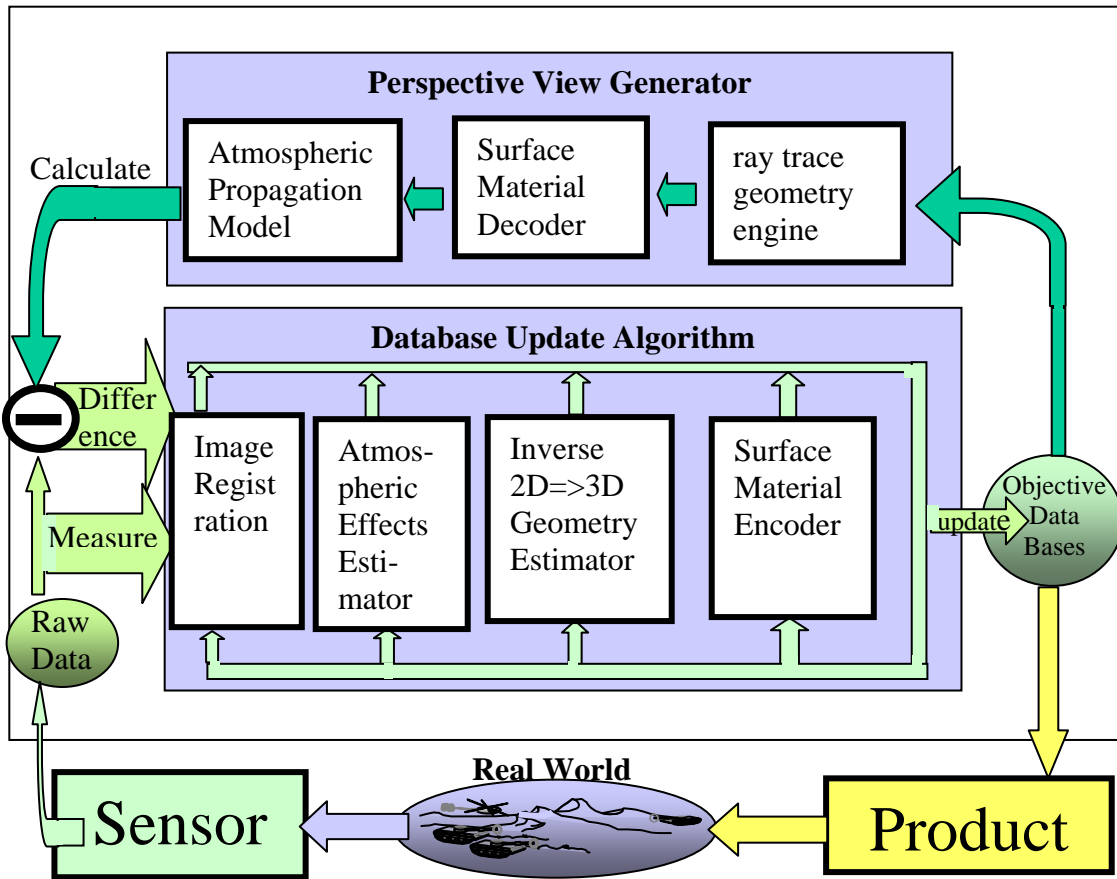 Perspective View Generator
Calculate
Atmospheric
Propagation
Model
Surface
Material
Decoder
ray trace
geometry
engine
Database Update Algorithm
Differ
ence
Measure
Image
Regist
ration
Atmos-
pheric
Effects
Esti-
mator
Inverse
2D=>3D
Geometry
Estimator
Surface
Material
Encoder
update
Objective
Data
Bases
Raw
Data
Real World
Sensor
Product